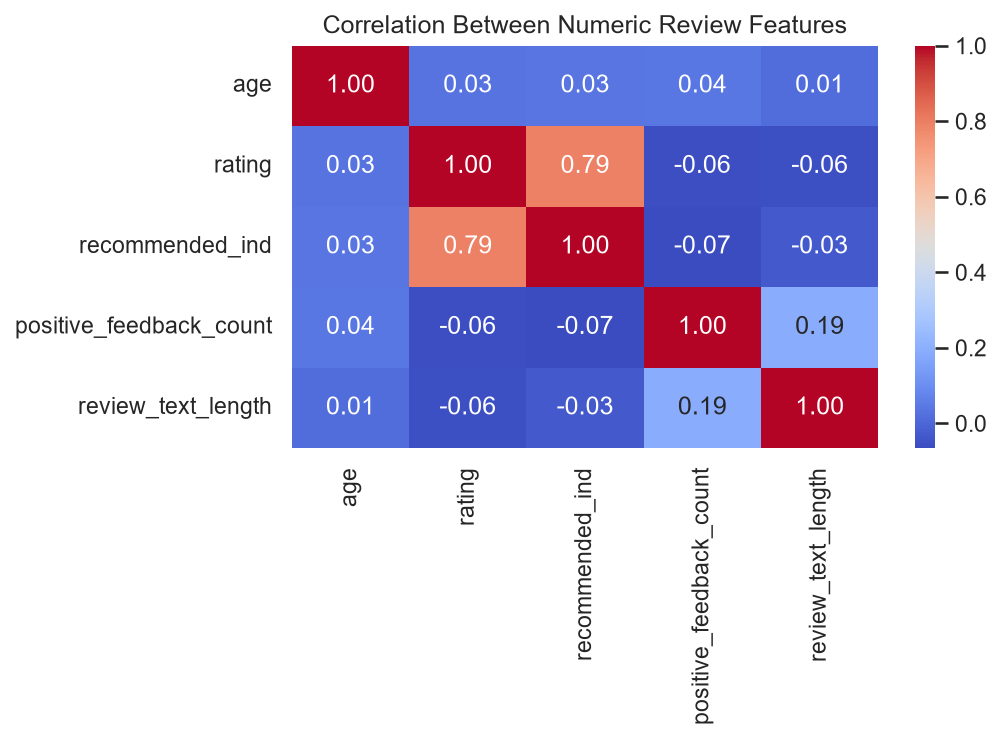 Correlation Between Numeric Review Features
age 1.00 0.03 0.03 0.04 0.01
rating 0.03 1.00 0.79 -0.06 -0.06
recommended_ind 0.03 0.79 1.00 -0.07 -0.03
positive_feedback_count 0.04 -0.06 -0.07 1.00 0.19
review_text_length 0.01 -0.06 -0.03 0.19 1.00
age
rating
recommended_ind
positive_feedback_count
review_text_length
1.0
0.8
0.6
0.4
0.2
0.0